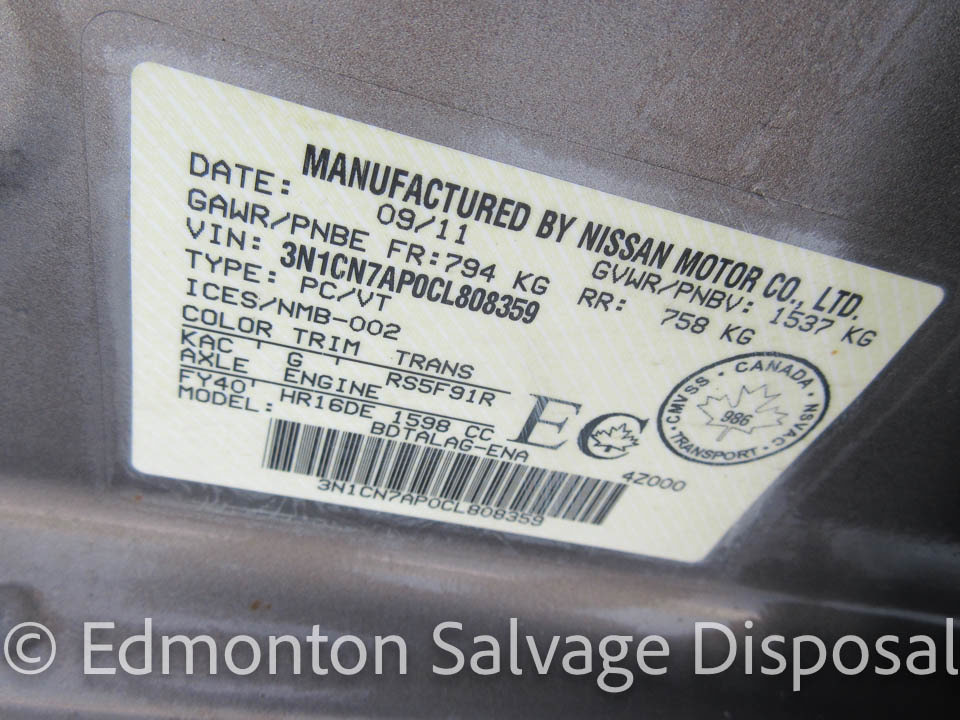 MANUFACTURED BY NISSAN MOTOR CO., LTD.
DATE: 09/11 GVWR/PNBV: 1537 KG
GAWR/PNBE FR: 794 KG RR: 758 KG
VIN: 3N1CN7AP0CL808359
TYPE: PC/VT
ICES/NMB-002
COLOR TRIM TRANS
KAC G RS5F91R
AXLE ENGINE
FY40 HR16DE 1598 CC
MODEL: BDTALAG-ENA
EC
CMVSS · CANADA · NSVAC · TRANSPORT ·
986
4Z000
3N1CN7AP0CL808359
© Edmonton Salvage Disposal